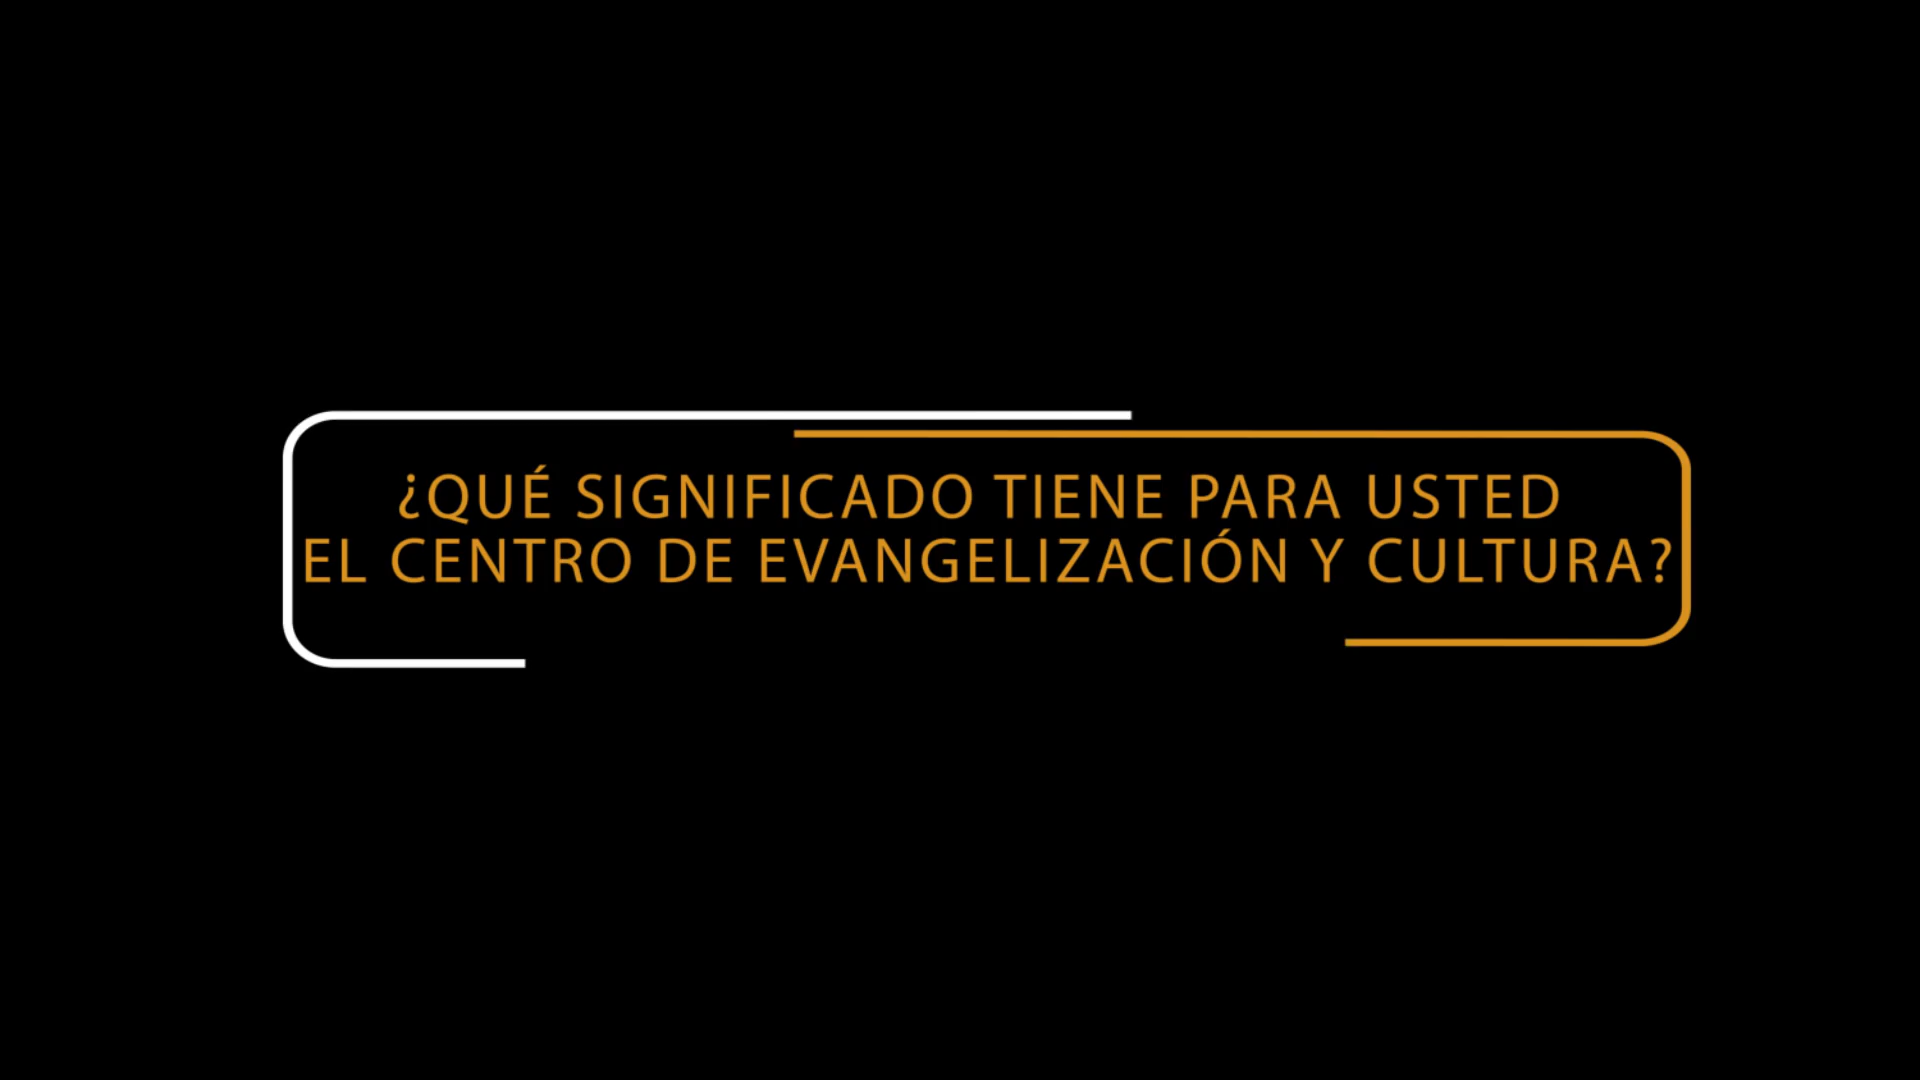 ¿QUÉ SIGNIFICADO TIENE PARA USTED
EL CENTRO DE EVANGELIZACIÓN Y CULTURA?